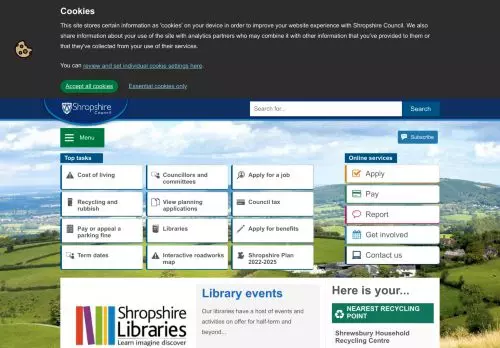 Cookies
This site stores certain information as 'cookies' on your device in order to improve your website experience with Shropshire Council. We also
share information about your use of the site with analytics partners who may combine it with other information that you've provided to them or
that they've collected from your use of their services.
You can review and set individual cookie settings here.
Accept all cookies
Essential cookies only
Shropshire
Council
Search for...
Search
Menu
Subscribe
Top tasks
Cost of living
Councillors and
committees
Apply for a job
Recycling and
rubbish
View planning
applications
Council tax
Pay or appeal a
parking fine
Libraries
Apply for benefits
Term dates
Interactive roadworks
map
Shropshire Plan
2022-2025
Online services
Apply
Pay
Report
Get involved
Contact us
Shropshire
Libraries
Learn imagine discover
Library events
Our libraries have a host of events and
activities on offer for half-term and
beyond...
Here is your...
NEAREST RECYCLING
POINT
Shrewsbury Household
Recycling Centre